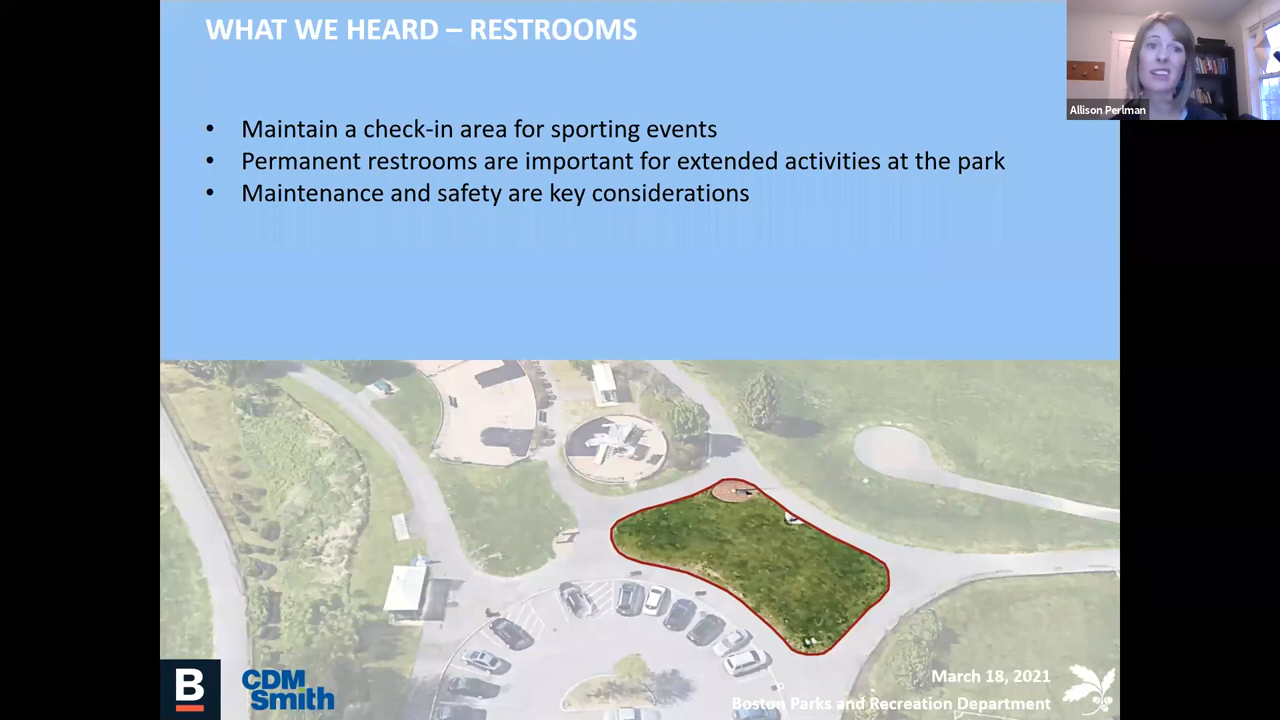 WHAT WE HEARD – RESTROOMS
Allison Perlman
• Maintain a check-in area for sporting events
• Permanent restrooms are important for extended activities at the park
• Maintenance and safety are key considerations
B
CDM
Smith
March 18, 2021
Boston Parks and Recreation Department